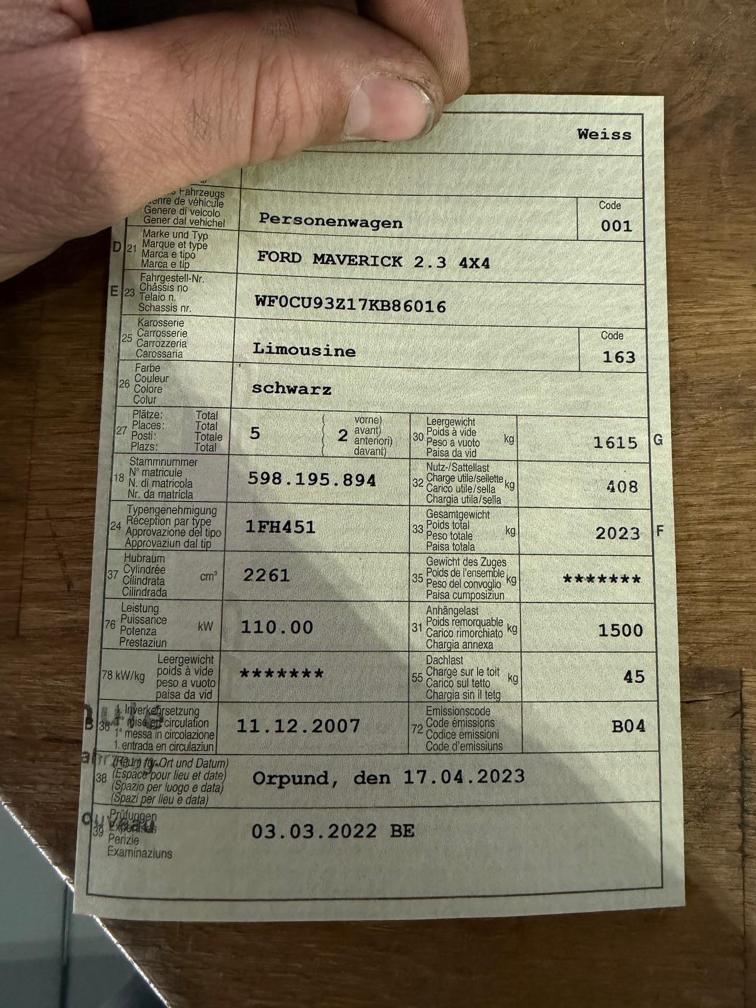 Weiss
Fahrzeugs
Genre de véhicule
Genere di veicolo
Gener dal vehichel
Personenwagen
Code
001
D 21 Marke und Typ
Marque et type
Marca e tipo
Marca e tip
FORD MAVERICK 2.3 4X4
E 23 Fahrgestell-Nr.
Châssis no
Telaio n.
Schassis nr.
WF0CU93Z17KB86016
25 Karosserie
Carrosserie
Carrozzeria
Carossaria
Limousine
Code
163
26 Farbe
Couleur
Colore
Colur
schwarz
27 Plätze: Total
Places: Total
Posti: Totale
Plazs: Total
5
2
vorne)
avant)
anteriori)
davant)
30 Leergewicht
Poids à vide
Peso a vuoto
Paisa da vid
kg
1615 G
18 Stammnummer
N° matricule
N. di matricola
Nr. da matricla
598.195.894
32 Nutz-/Sattellast
Charge utile/sellette
Carico utile/sella
Chargia utila/sella
kg
408
24 Typengenehmigung
Réception par type
Approvazione del tipo
Approvaziun dal tip
1FH451
33 Gesamtgewicht
Poids total
Peso totale
Paisa totala
kg
2023 F
37 Hubraum
Cylindrée
Cilindrata
Cilindrada
cm³
2261
35 Gewicht des Zuges
Poids de l'ensemble
Peso del convoglio
Paisa cumposiziun
kg
*******
76 Leistung
Puissance
Potenza
Prestaziun
kW
110.00
31 Anhängelast
Poids remorquable
Carico rimorchiato
Chargia annexa
kg
1500
78 kW/kg
Leergewicht
poids à vide
peso a vuoto
paisa da vid
*******
55 Dachlast
Charge sur le toit
Carico sul tetto
Chargia sin il tetg
kg
45
B 36 1. Inverkehrsetzung
1re mise en circulation
1a messa in circolazione
1. entrada en circulaziun
11.12.2007
72 Emissionscode
Code émissions
Codice emissioni
Code d'emissiuns
B04
38 (Raum für Ort und Datum)
(Espace pour lieu et date)
(Spazio per luogo e data)
(Spazi per lieu e data)
Orpund, den 17.04.2023
39 Prüfungen
Perizie
Examinaziuns
03.03.2022 BE